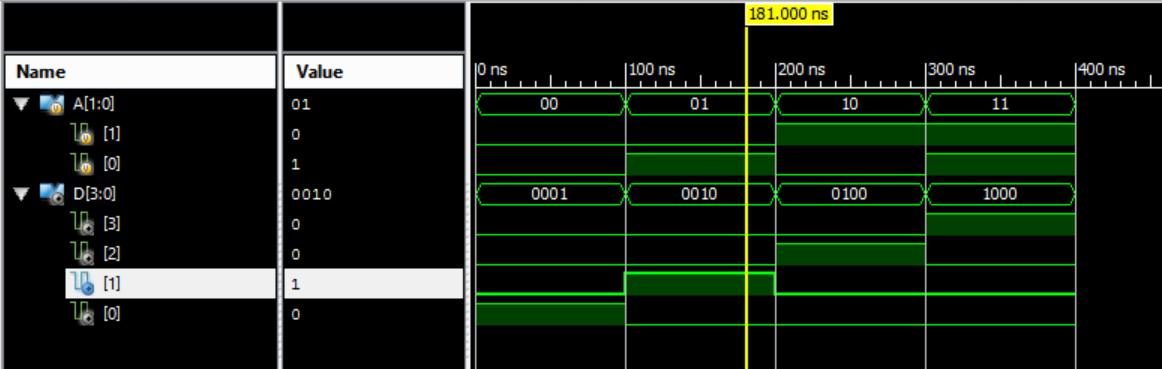 181.000 ns
Name Value
0 ns 100 ns 200 ns 300 ns 400 ns
A[1:0] 01 00 01 10 11
[1] 0
[0] 1
D[3:0] 0010 0001 0010 0100 1000
[3] 0
[2] 0
[1] 1
[0] 0